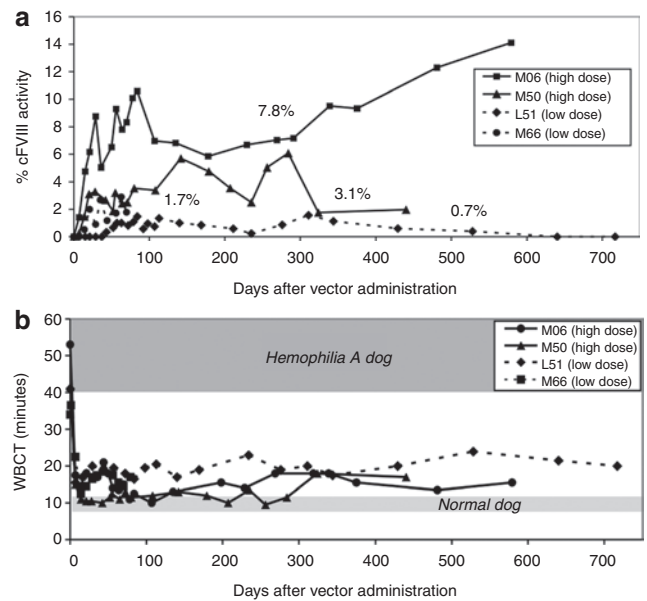 a
% cFVIII activity
16
14
12
10
8
6
4
2
0
M06 (high dose)
M50 (high dose)
L51 (low dose)
M66 (low dose)
7.8%
1.7%
3.1%
0.7%
0 100 200 300 400 500 600 700
Days after vector administration
b
WBCT (minutes)
60
50
40
30
20
10
0
Hemophilia A dog
M06 (high dose)
M50 (high dose)
L51 (low dose)
M66 (low dose)
Normal dog
0 100 200 300 400 500 600 700
Days after vector administration